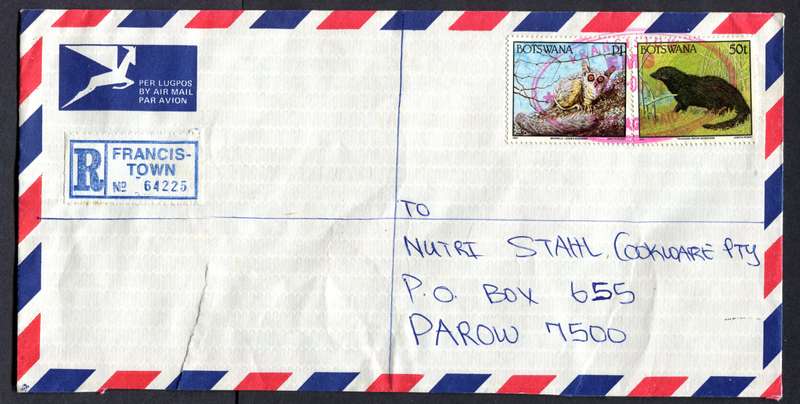 PER LUGPOS
BY AIR MAIL
PAR AVION
R
FRANCIS-
TOWN
No 64225
BOTSWANA P1
BOTSWANA 50t
TO
NUTRI STAHL COOKWARE PTY
P.O. BOX 655
PAROW 7500